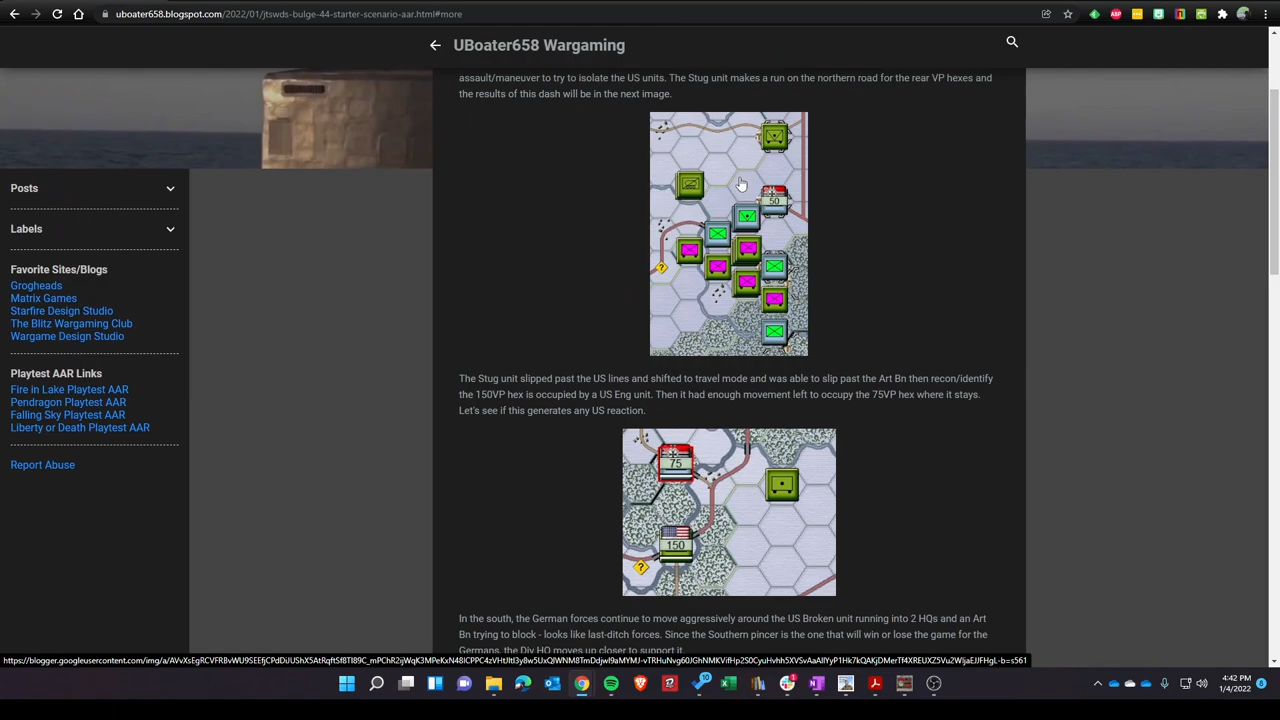 uboater658.blogspot.com/2022/01/jtswds-bulge-44-starter-scenario-aar.html#more
UBoater658 Wargaming
assault/maneuver to try to isolate the US units. The Stug unit makes a run on the northern road for the rear VP hexes and
the results of this dash will be in the next image.
50
Posts
Labels
Favorite Sites/Blogs
Grogheads
Matrix Games
Starfire Design Studio
The Blitz Wargaming Club
Wargame Design Studio
Playtest AAR Links
Fire in Lake Playtest AAR
Pendragon Playtest AAR
Falling Sky Playtest AAR
Liberty or Death Playtest AAR
Report Abuse
?
The Stug unit slipped past the US lines and shifted to travel mode and was able to slip past the Art Bn then recon/identify
the 150VP hex is occupied by a US Eng unit. Then it had enough movement left to occupy the 75VP hex where it stays.
Let's see if this generates any US reaction.
75
150
?
In the south, the German forces continue to move aggressively around the US Broken unit running into 2 HQs and an Art
Bn trying to block - looks like last-ditch forces. Since the Southern pincer is the one that will win or lose the game for the
Germans, the Div HQ moves up closer to support it.
10
4:42 PM
1/4/2022
8